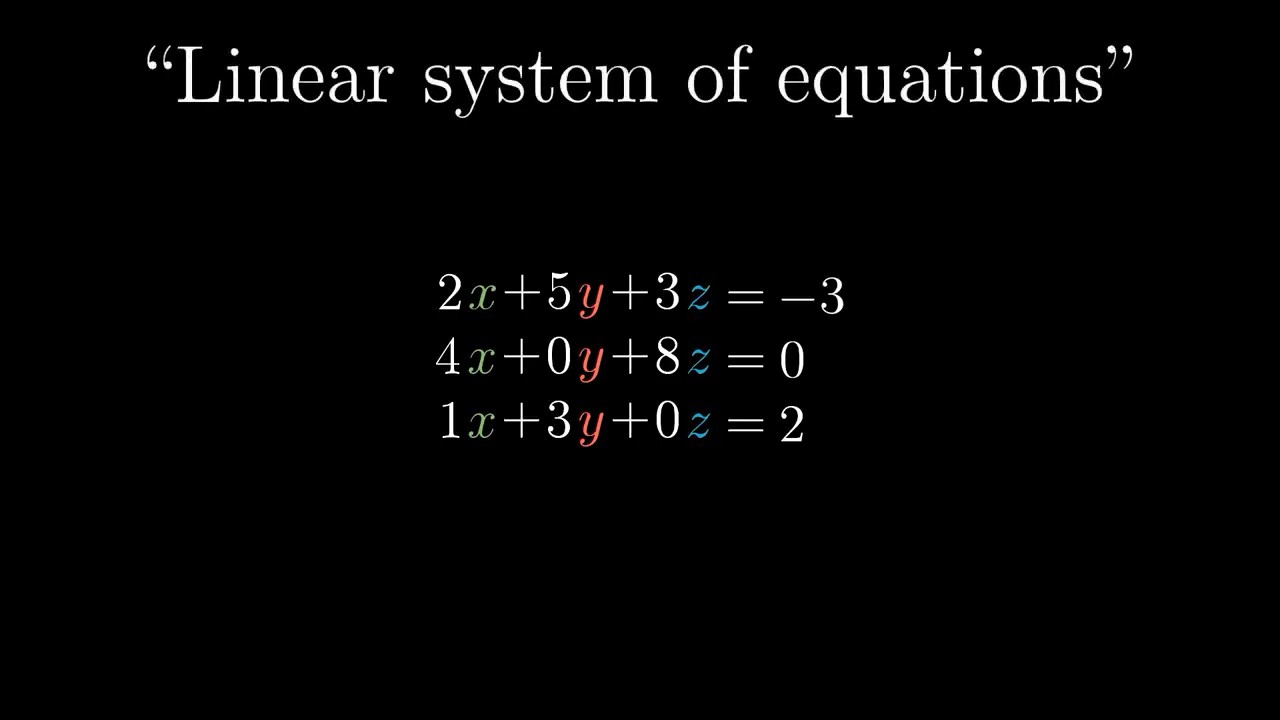 “Linear system of equations”
2x+5y+3z = −3
4x+0y+8z = 0
1x+3y+0z = 2